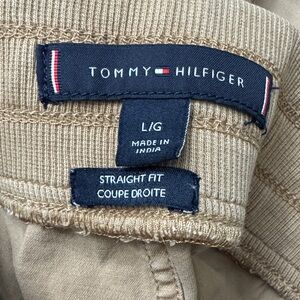 TOMMY HILFIGER
L/G
MADE IN
INDIA
STRAIGHT FIT
COUPE DROITE